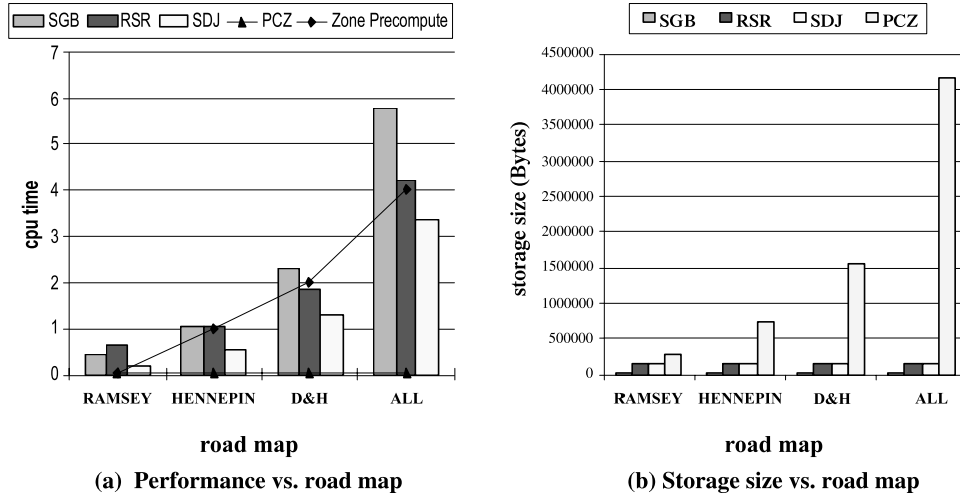 SGB RSR SDJ PCZ Zone Precompute
7
6
5
4
3
2
1
0
cpu time
RAMSEY HENNEPIN D&H ALL
road map
(a) Performance vs. road map
SGB RSR SDJ PCZ
4500000
4000000
3500000
3000000
2500000
2000000
1500000
1000000
500000
0
storage size (Bytes)
RAMSEY HENNEPIN D&H ALL
road map
(b) Storage size vs. road map